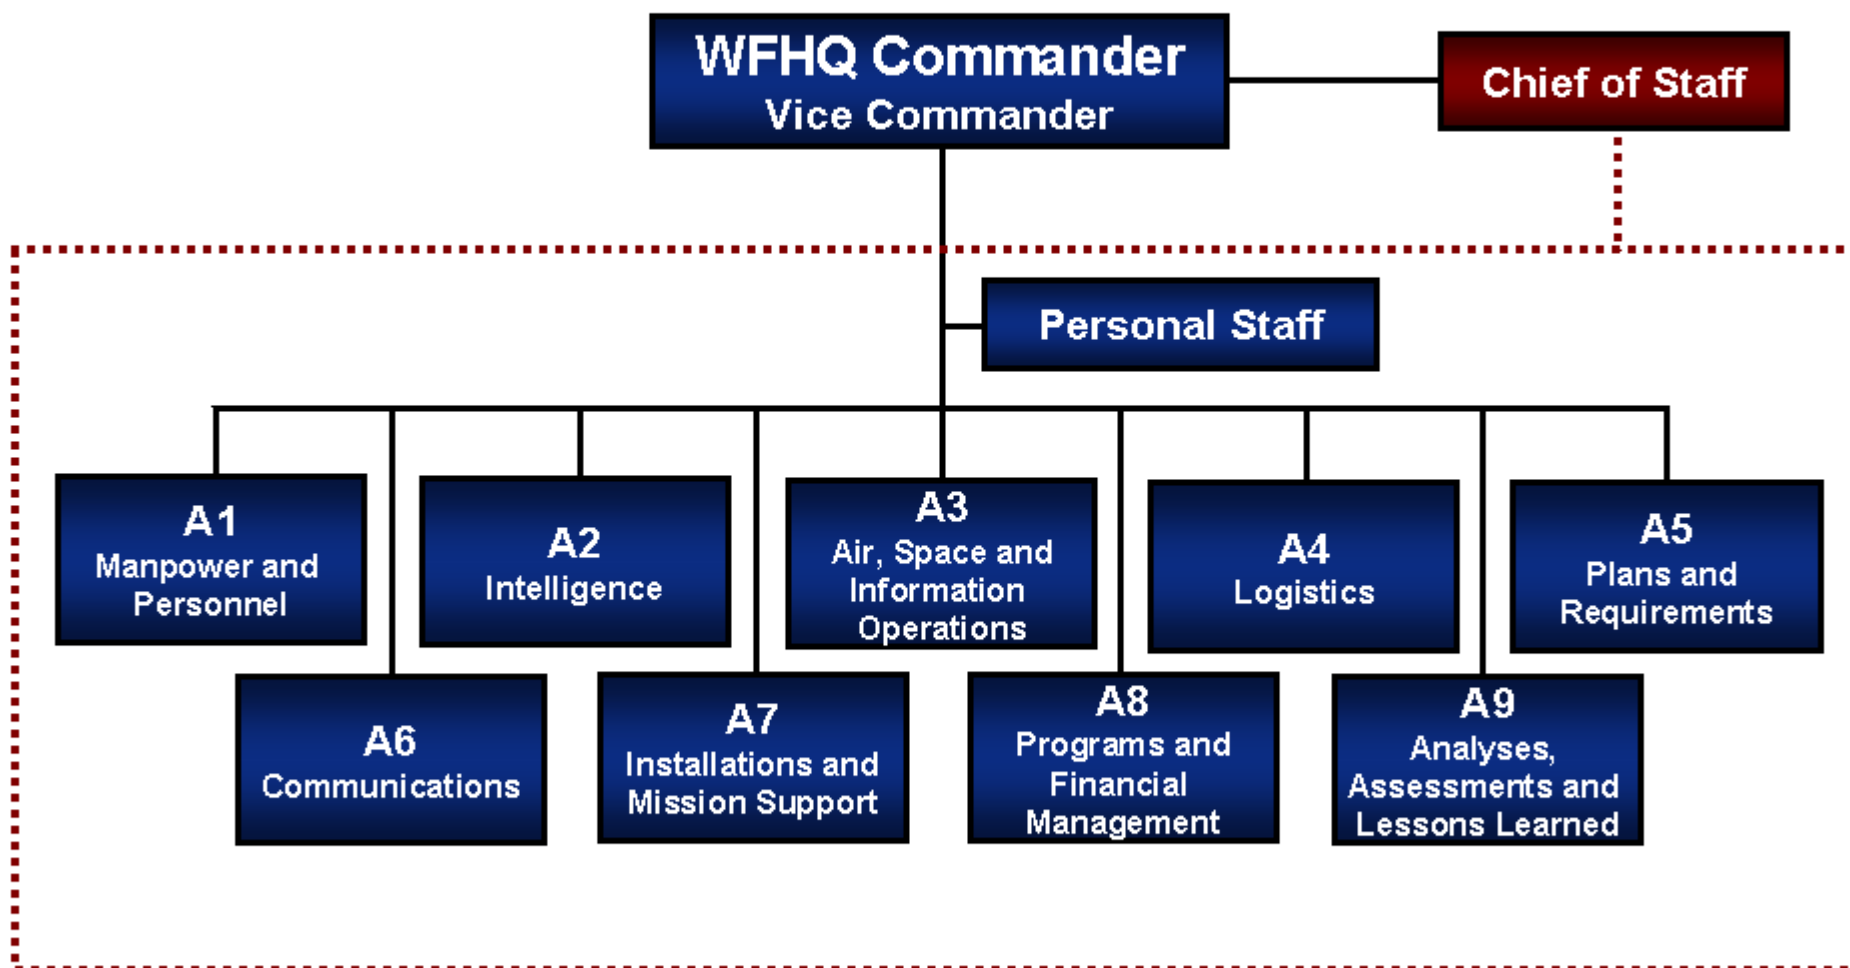 WFHQ Commander
Vice Commander
Chief of Staff
Personal Staff
A1
Manpower and
Personnel
A2
Intelligence
A3
Air, Space and
Information
Operations
A4
Logistics
A5
Plans and
Requirements
A6
Communications
A7
Installations and
Mission Support
A8
Programs and
Financial
Management
A9
Analyses,
Assessments and
Lessons Learned